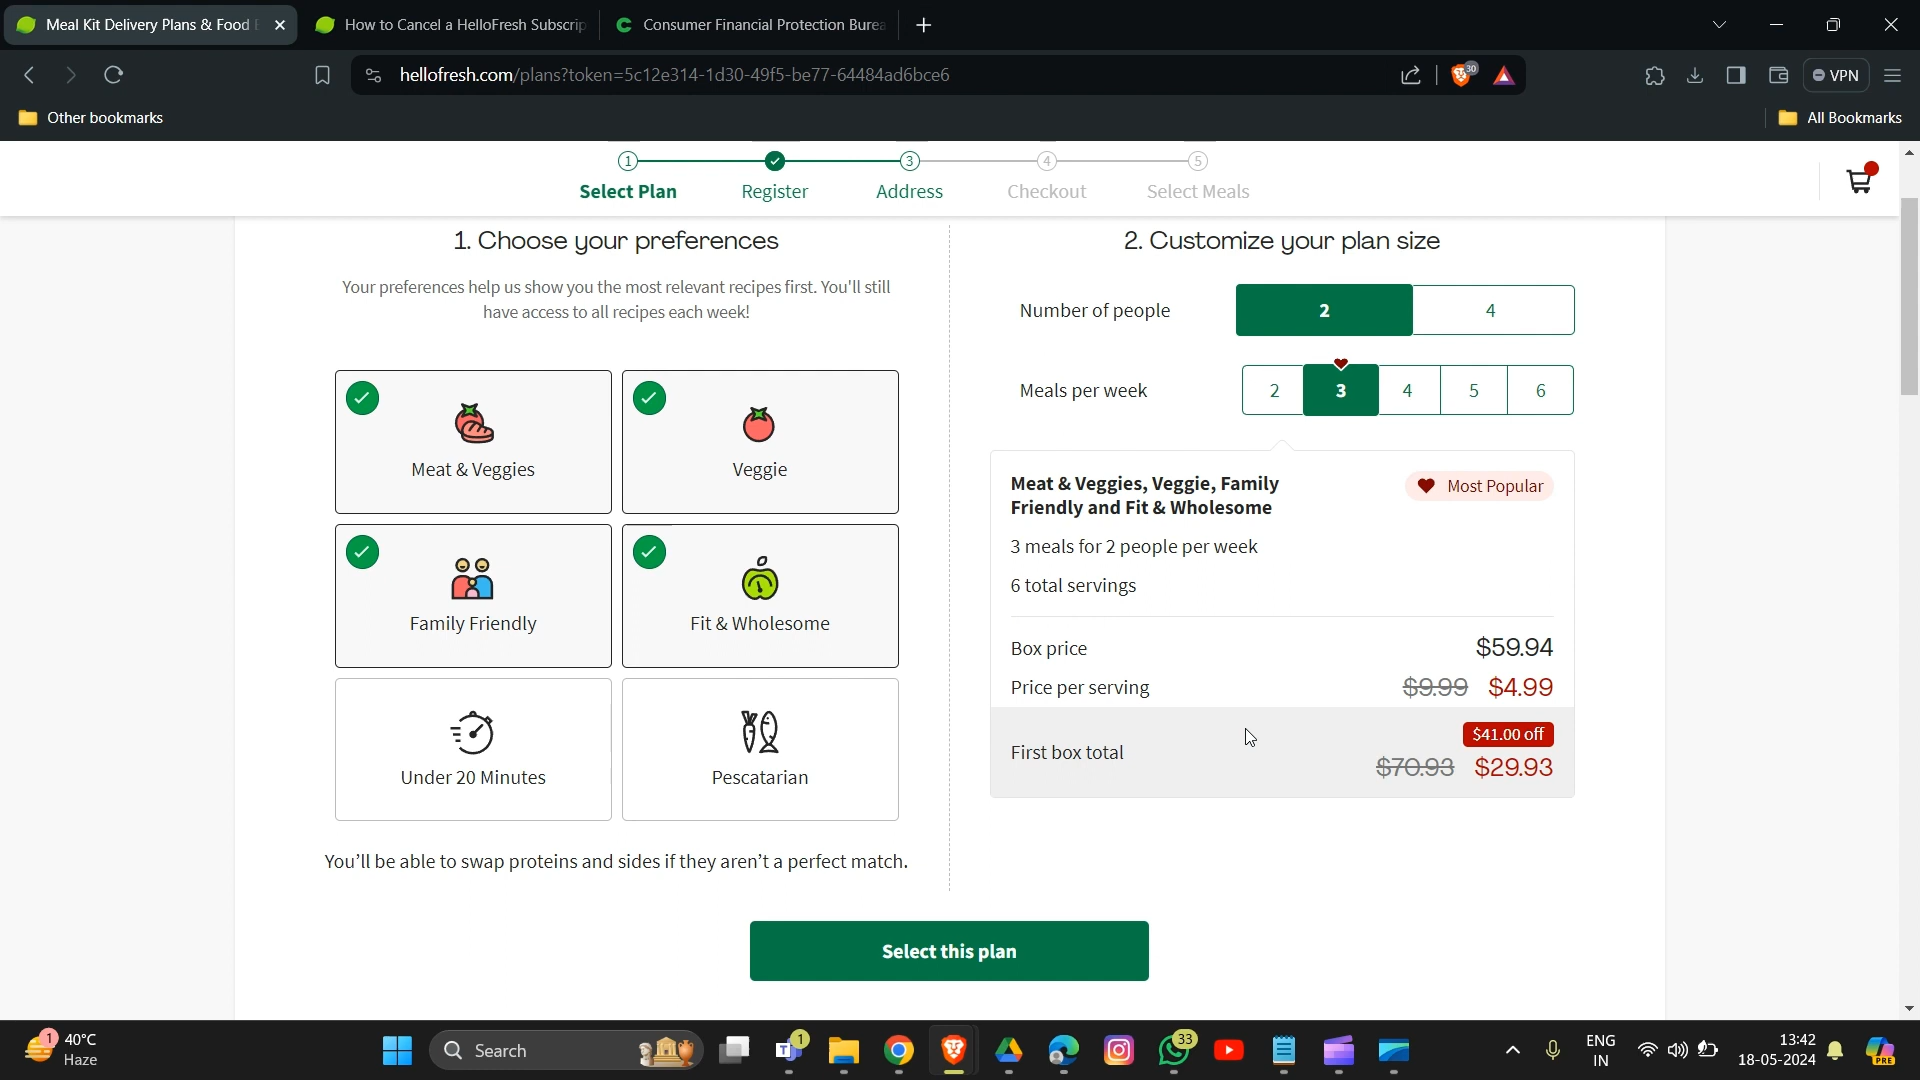 Meal Kit Delivery Plans & Food
How to Cancel a HelloFresh Subscrip
Consumer Financial Protection Burea
hellofresh.com/plans?token=5c12e314-1d30-49f5-be77-64484ad6bce6
30
VPN
Other bookmarks
All Bookmarks
1
3
4
5
Select Plan
Register
Address
Checkout
Select Meals
1. Choose your preferences
Your preferences help us show you the most relevant recipes first. You'll still
have access to all recipes each week!
Meat & Veggies
Veggie
Family Friendly
Fit & Wholesome
Under 20 Minutes
Pescatarian
You'll be able to swap proteins and sides if they aren't a perfect match.
2. Customize your plan size
Number of people
2
4
Meals per week
2
3
4
5
6
Meat & Veggies, Veggie, Family
Friendly and Fit & Wholesome
Most Popular
3 meals for 2 people per week
6 total servings
Box price
$59.94
Price per serving
$9.99 $4.99
First box total
$41.00 off
$70.93 $29.93
Select this plan
1
40°C
Haze
Search
1
33
ENG
IN
13:42
18-05-2024
PRE